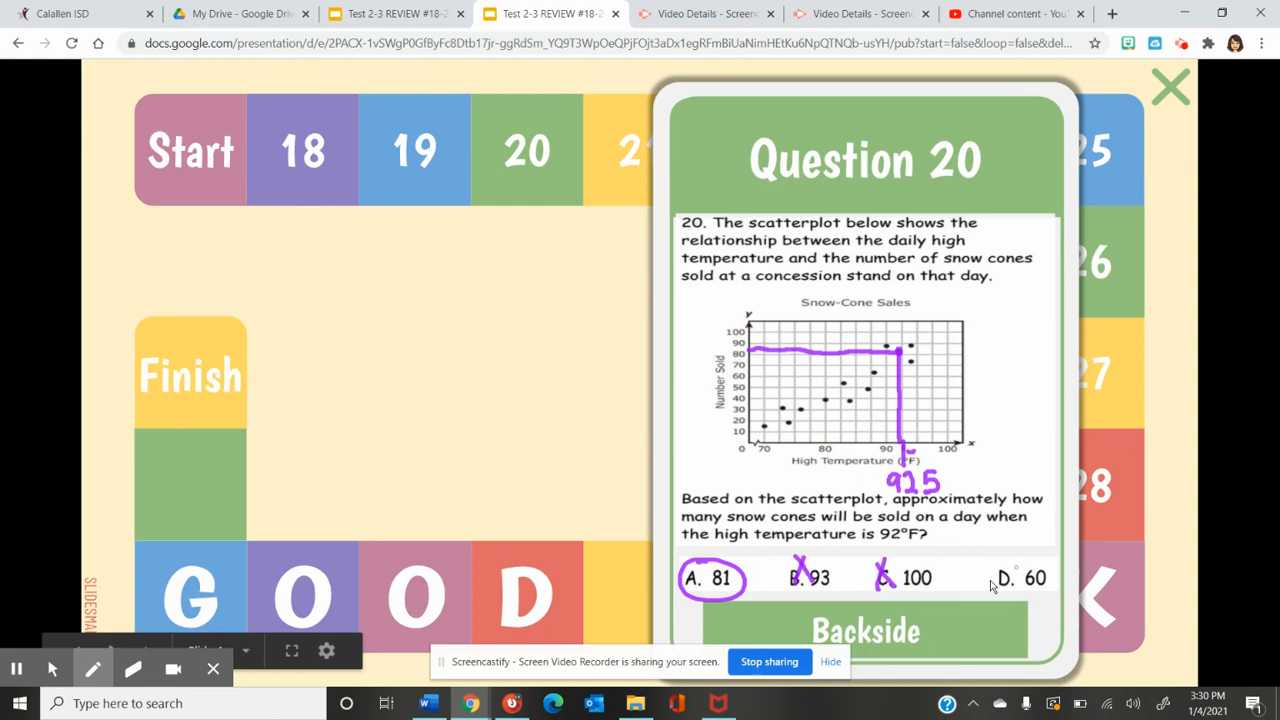 Calallen ISD
My Drive - Google Driv
Test 2-3 REVIEW #18-2
Test 2-3 REVIEW #18-2
Video Details - Screenc
Video Details - Screenc
Channel content - YouT
docs.google.com/presentation/d/e/2PACX-1vSWgP0GfByFcbDtb17jr-ggRdSm_YQ9T3WpOeQPjFOjt3aDx1egRFmBiUaNimHEtKu6NpQTNQb-usYH/pub?start=false&loop=false&del...
Start
18
19
20
2
25
26
27
28
Finish
G
O
O
D
K
SLIDESMA
Question 20
20. The scatterplot below shows the
relationship between the daily high
temperature and the number of snow cones
sold at a concession stand on that day.
Snow-Cone Sales
y
100
90
80
70
60
50
40
30
20
10
Number Sold
0 70 80 90 100
x
High Temperature (°F)
925
Based on the scatterplot, approximately how
many snow cones will be sold on a day when
the high temperature is 92°F?
A. 81 B. 93 C. 100 D. 60
Backside
Screencastify - Screen Video Recorder is sharing your screen.
Stop sharing
Hide
Type here to search
3:30 PM
1/4/2021